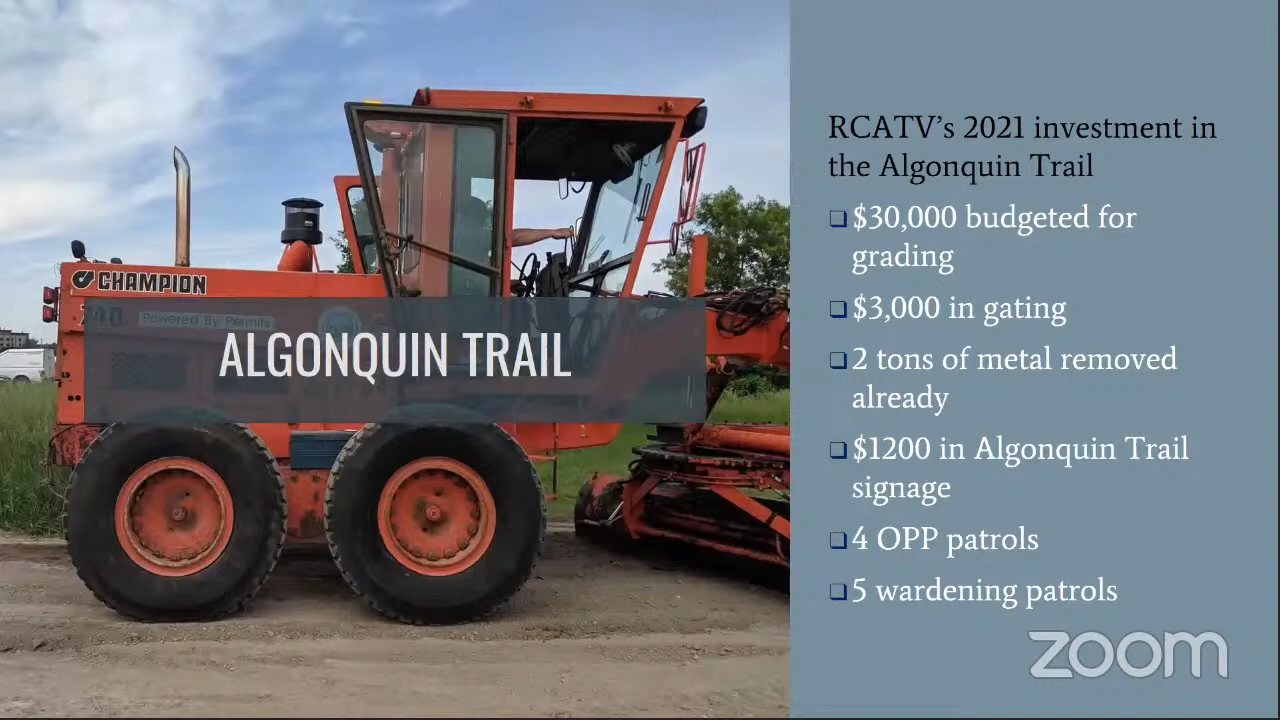 CHAMPION
740
Powered By Permits
ALGONQUIN TRAIL
RCATV's 2021 investment in
the Algonquin Trail
$30,000 budgeted for
grading
$3,000 in gating
2 tons of metal removed
already
$1200 in Algonquin Trail
signage
4 OPP patrols
5 wardening patrols
zoom